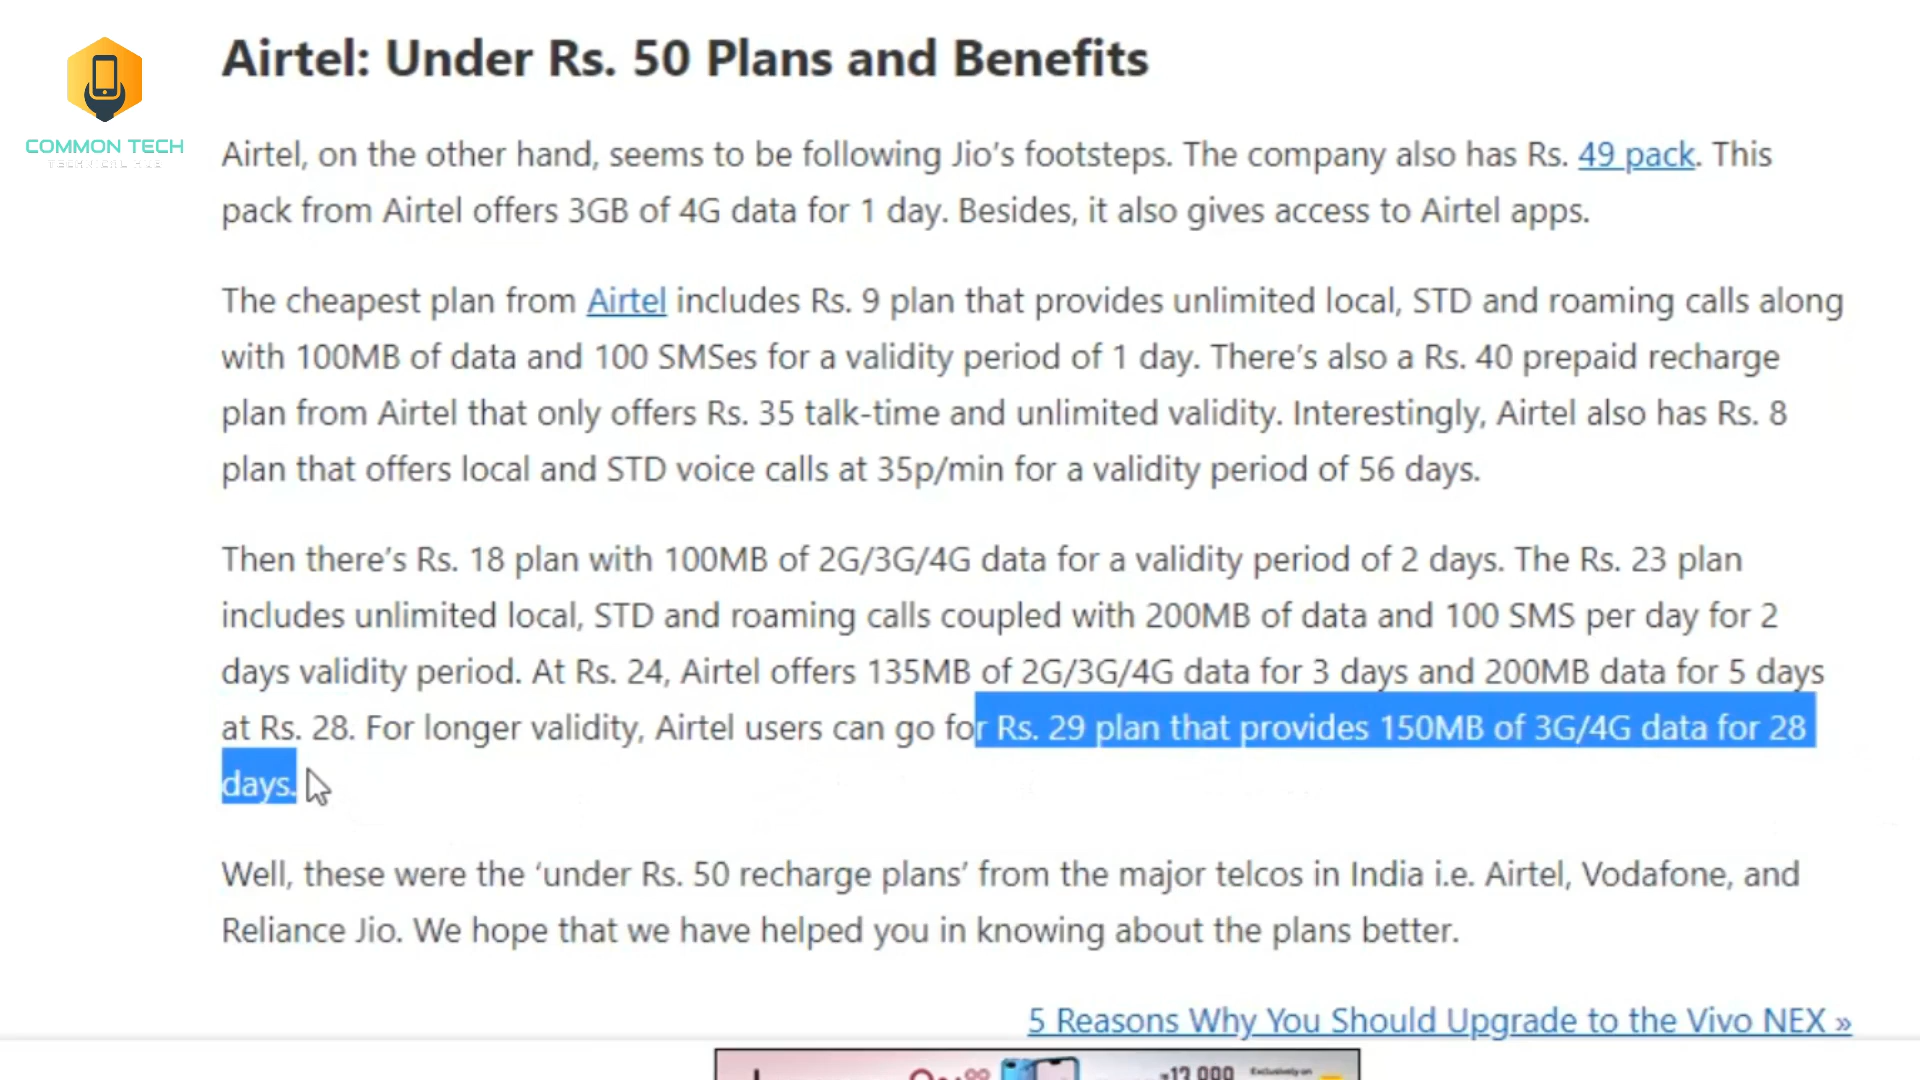 Airtel: Under Rs. 50 Plans and Benefits
COMMON TECH
TECHNICAL HUB
Airtel, on the other hand, seems to be following Jio's footsteps. The company also has Rs. 49 pack. This
pack from Airtel offers 3GB of 4G data for 1 day. Besides, it also gives access to Airtel apps.
The cheapest plan from Airtel includes Rs. 9 plan that provides unlimited local, STD and roaming calls along
with 100MB of data and 100 SMSes for a validity period of 1 day. There's also a Rs. 40 prepaid recharge
plan from Airtel that only offers Rs. 35 talk-time and unlimited validity. Interestingly, Airtel also has Rs. 8
plan that offers local and STD voice calls at 35p/min for a validity period of 56 days.
Then there's Rs. 18 plan with 100MB of 2G/3G/4G data for a validity period of 2 days. The Rs. 23 plan
includes unlimited local, STD and roaming calls coupled with 200MB of data and 100 SMS per day for 2
days validity period. At Rs. 24, Airtel offers 135MB of 2G/3G/4G data for 3 days and 200MB data for 5 days
at Rs. 28. For longer validity, Airtel users can go for Rs. 29 plan that provides 150MB of 3G/4G data for 28
days.
Well, these were the ‘under Rs. 50 recharge plans’ from the major telcos in India i.e. Airtel, Vodafone, and
Reliance Jio. We hope that we have helped you in knowing about the plans better.
5 Reasons Why You Should Upgrade to the Vivo NEX »
Exclusively on